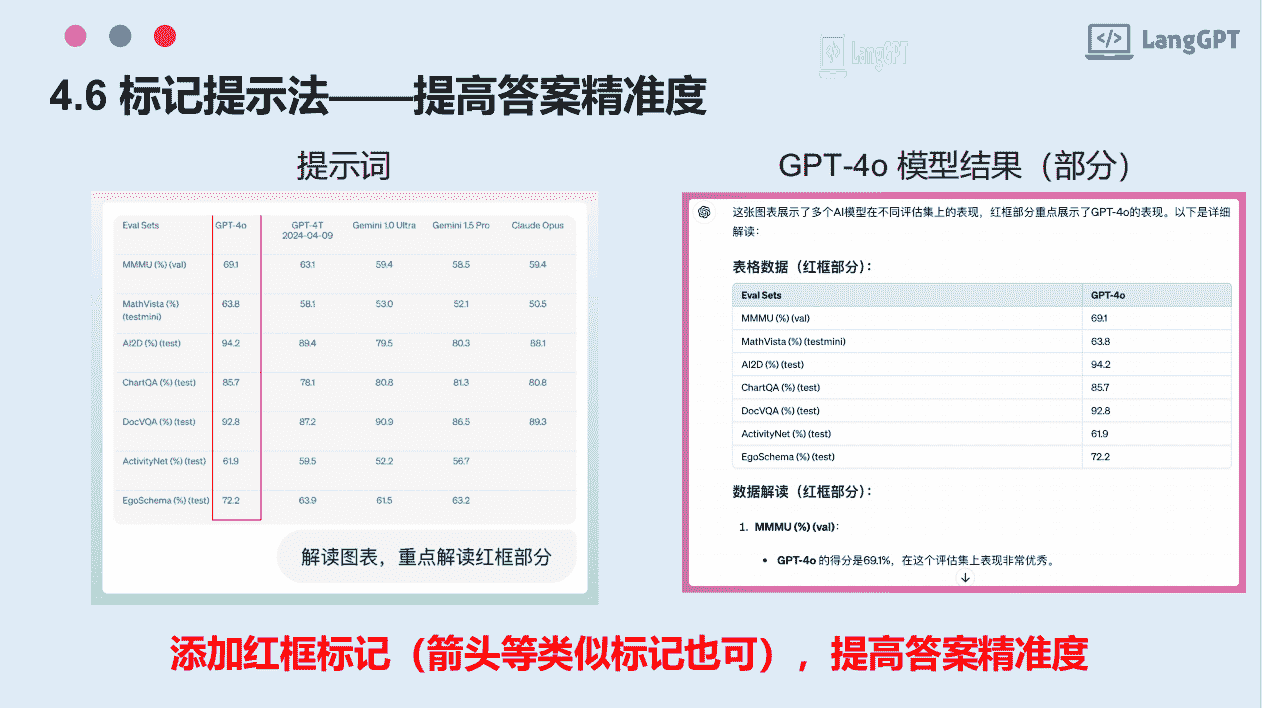 LangGPT
LangGPT
4.6 标记提示法——提高答案精准度
提示词
Eval Sets GPT-4o GPT-4T 2024-04-09 Gemini 1.0 Ultra Gemini 1.5 Pro Claude Opus
MMMU (%) (val) 69.1 63.1 59.4 58.5 59.4
MathVista (%) (testmini) 63.8 58.1 53.0 52.1 50.5
AI2D (%) (test) 94.2 89.4 79.5 80.3 88.1
ChartQA (%) (test) 85.7 78.1 80.8 81.3 80.8
DocVQA (%) (test) 92.8 87.2 90.9 86.5 89.3
ActivityNet (%) (test) 61.9 59.5 52.2 56.7
EgoSchema (%) (test) 72.2 63.9 61.5 63.2
解读图表，重点解读红框部分
GPT-4o 模型结果（部分）
这张图表展示了多个AI模型在不同评估集上的表现，红框部分重点展示了GPT-4o的表现。以下是详细
解读：
表格数据（红框部分）：
Eval Sets GPT-4o
MMMU (%) (val) 69.1
MathVista (%) (testmini) 63.8
AI2D (%) (test) 94.2
ChartQA (%) (test) 85.7
DocVQA (%) (test) 92.8
ActivityNet (%) (test) 61.9
EgoSchema (%) (test) 72.2
数据解读（红框部分）：
1. MMMU (%) (val)：
• GPT-4o 的得分是69.1%，在这个评估集上表现非常优秀。
添加红框标记（箭头等类似标记也可），提高答案精准度